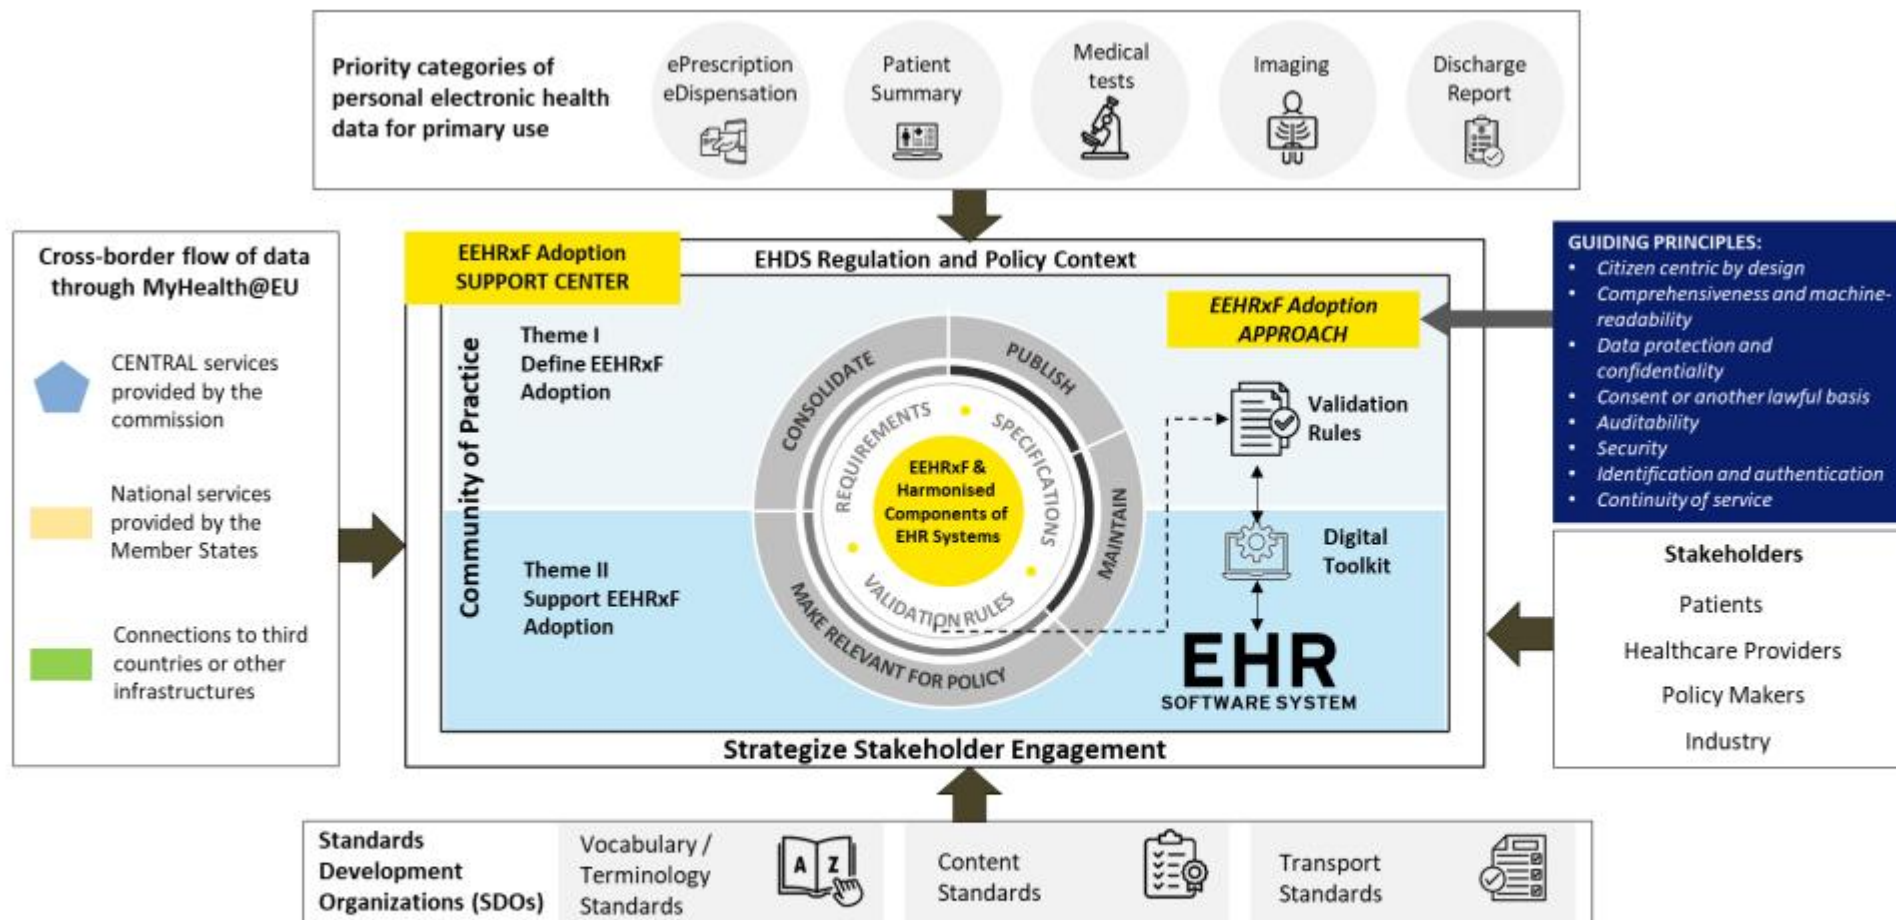 Priority categories of
personal electronic health
data for primary use
ePrescription
eDispensation
Patient
Summary
Medical
tests
Imaging
Discharge
Report
Cross-border flow of data
through MyHealth@EU
CENTRAL services
provided by the
commission
National services
provided by the
Member States
Connections to third
countries or other
infrastructures
EEHRxF Adoption
SUPPORT CENTER
EHDS Regulation and Policy Context
Community of Practice
Theme I
Define EEHRxF
Adoption
Theme II
Support EEHRxF
Adoption
CONSOLIDATE
PUBLISH
MAINTAIN
MAKE RELEVANT FOR POLICY
REQUIREMENTS
SPECIFICATIONS
VALIDATION RULES
EEHRxF &
Harmonised
Components of
EHR Systems
EEHRxF Adoption
APPROACH
Validation
Rules
Digital
Toolkit
EHR
SOFTWARE SYSTEM
Strategize Stakeholder Engagement
GUIDING PRINCIPLES:
• Citizen centric by design
• Comprehensiveness and machine-
readability
• Data protection and
confidentiality
• Consent or another lawful basis
• Auditability
• Security
• Identification and authentication
• Continuity of service
Stakeholders
Patients
Healthcare Providers
Policy Makers
Industry
Standards
Development
Organizations (SDOs)
Vocabulary /
Terminology
Standards
A Z
Content
Standards
Transport
Standards